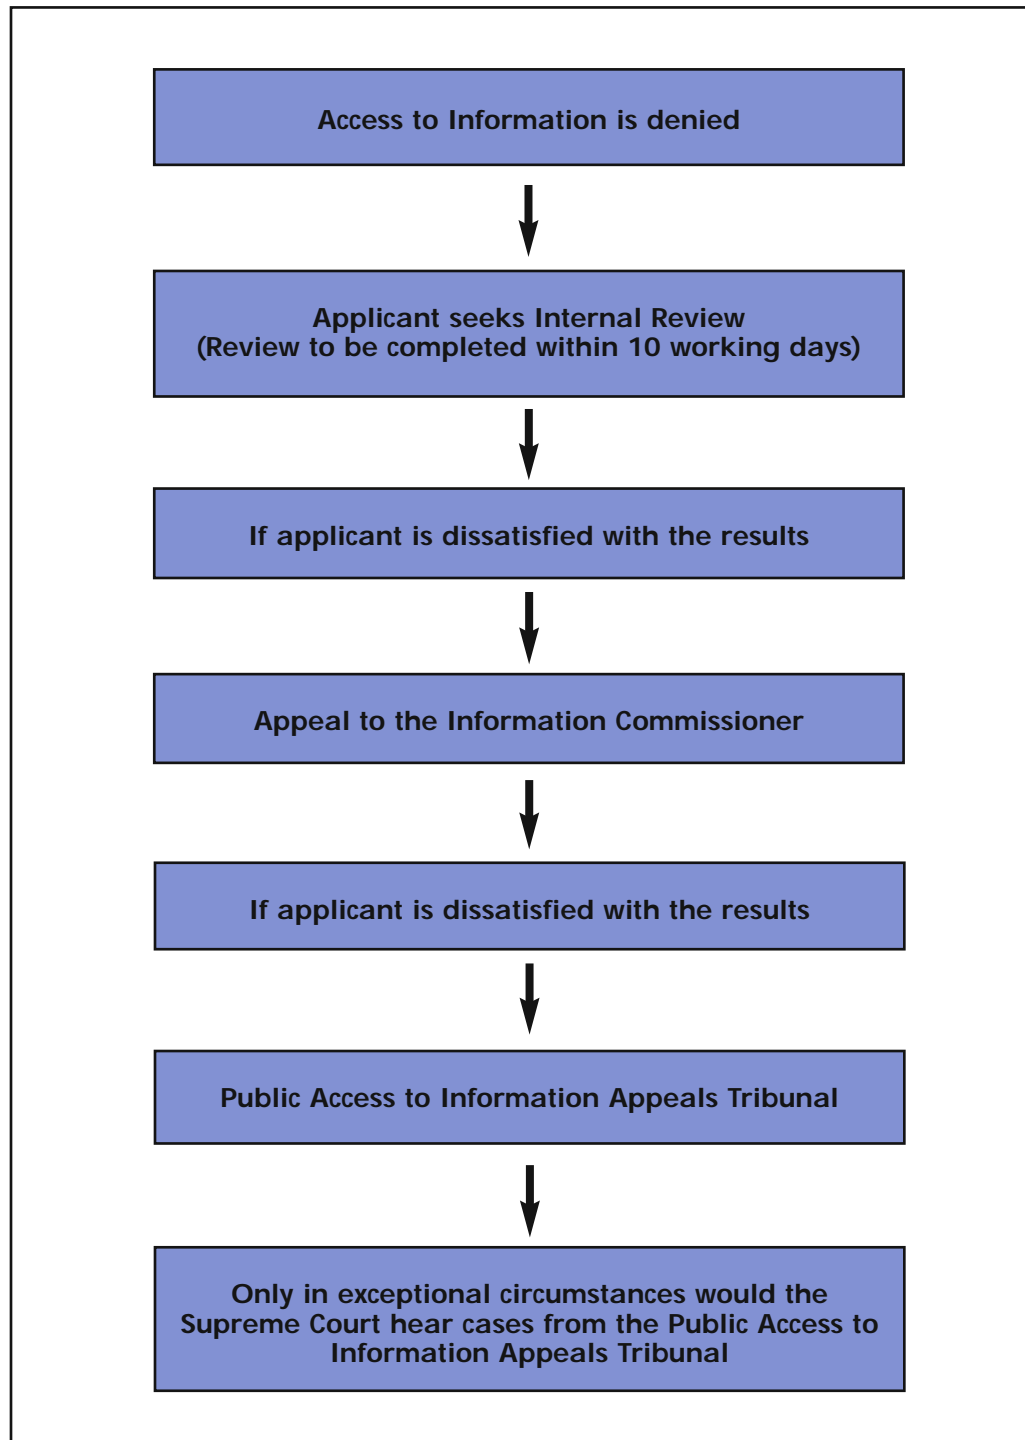 Access to Information is denied
Applicant seeks Internal Review
(Review to be completed within 10 working days)
If applicant is dissatisfied with the results
Appeal to the Information Commissioner
If applicant is dissatisfied with the results
Public Access to Information Appeals Tribunal
Only in exceptional circumstances would the
Supreme Court hear cases from the Public Access to
Information Appeals Tribunal